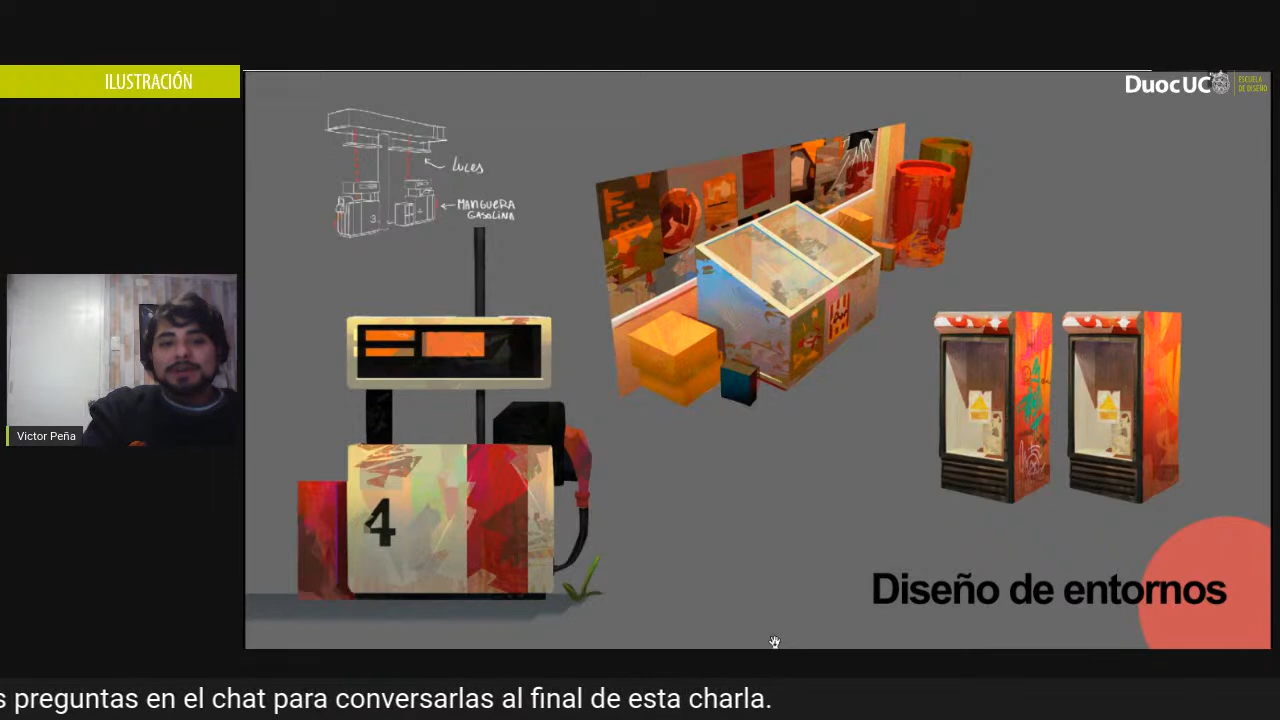 ILUSTRACIÓN
DuocUC
ESCUELA
DE DISEÑO
LUCES
MANGUERA
GASOLINA
3
4
Victor Peña
Diseño de entornos
s preguntas en el chat para conversarlas al final de esta charla.